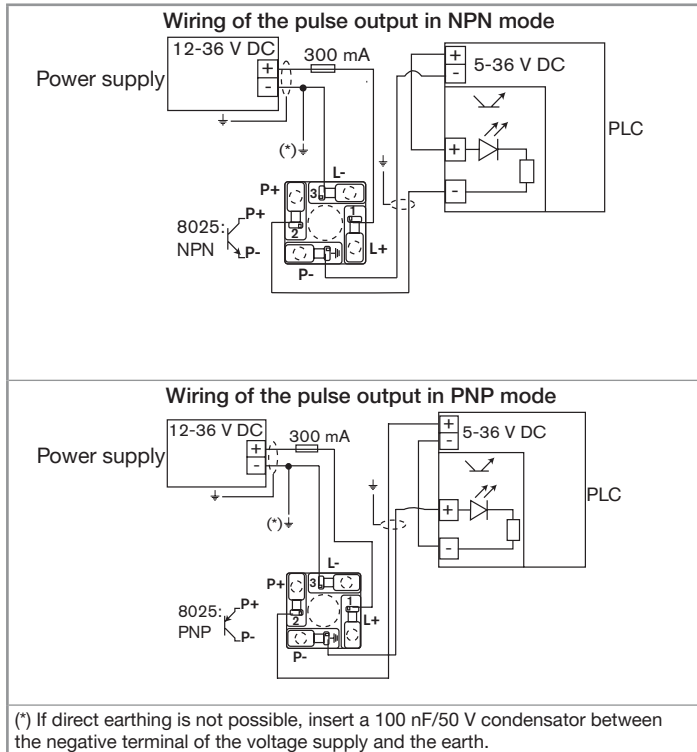 Wiring of the pulse output in NPN mode
12-36 V DC
300 mA
+
-
Power supply
(*)
+
-
5-36 V DC
PLC
+
-
L-
P+
3
1
8025:
NPN
P+
P-
2
L+
P-
Wiring of the pulse output in PNP mode
12-36 V DC
300 mA
+
-
Power supply
(*)
+
-
5-36 V DC
PLC
+
-
L-
P+
3
1
8025:
PNP
P+
P-
2
L+
P-
(*) If direct earthing is not possible, insert a 100 nF/50 V condensator between
the negative terminal of the voltage supply and the earth.